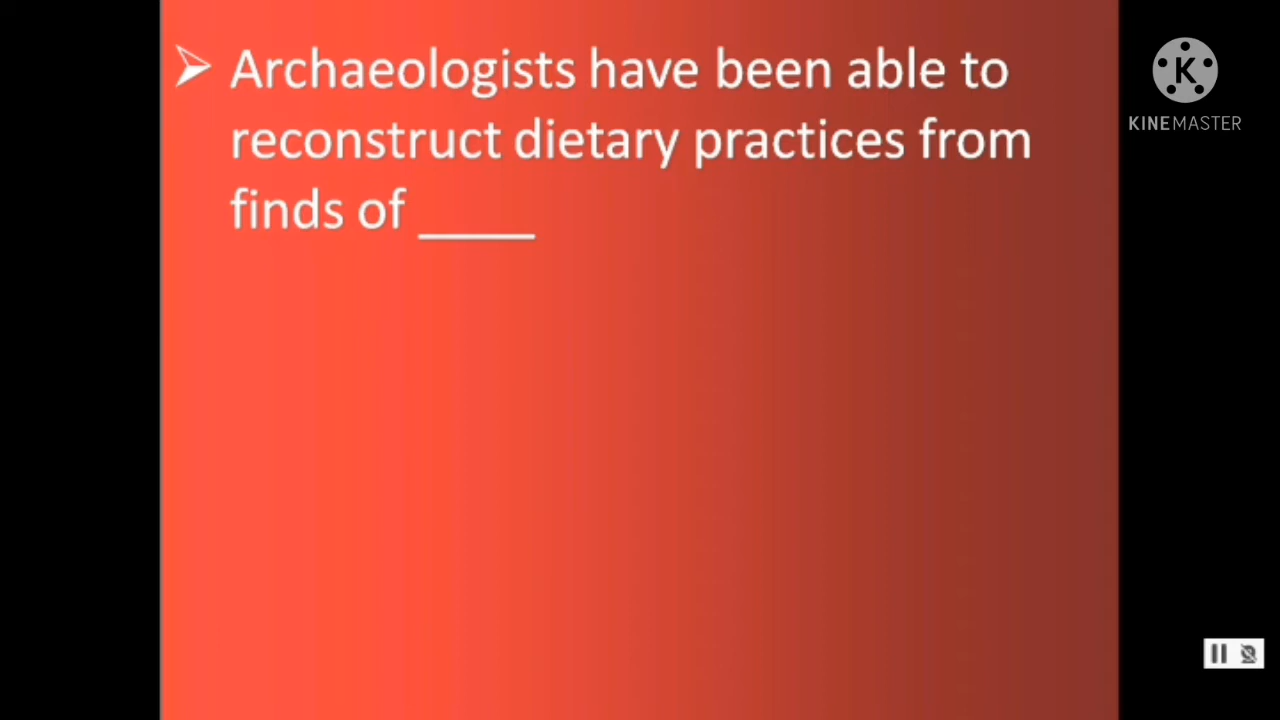 Archaeologists have been able to
reconstruct dietary practices from
finds of ____
K
KINEMASTER